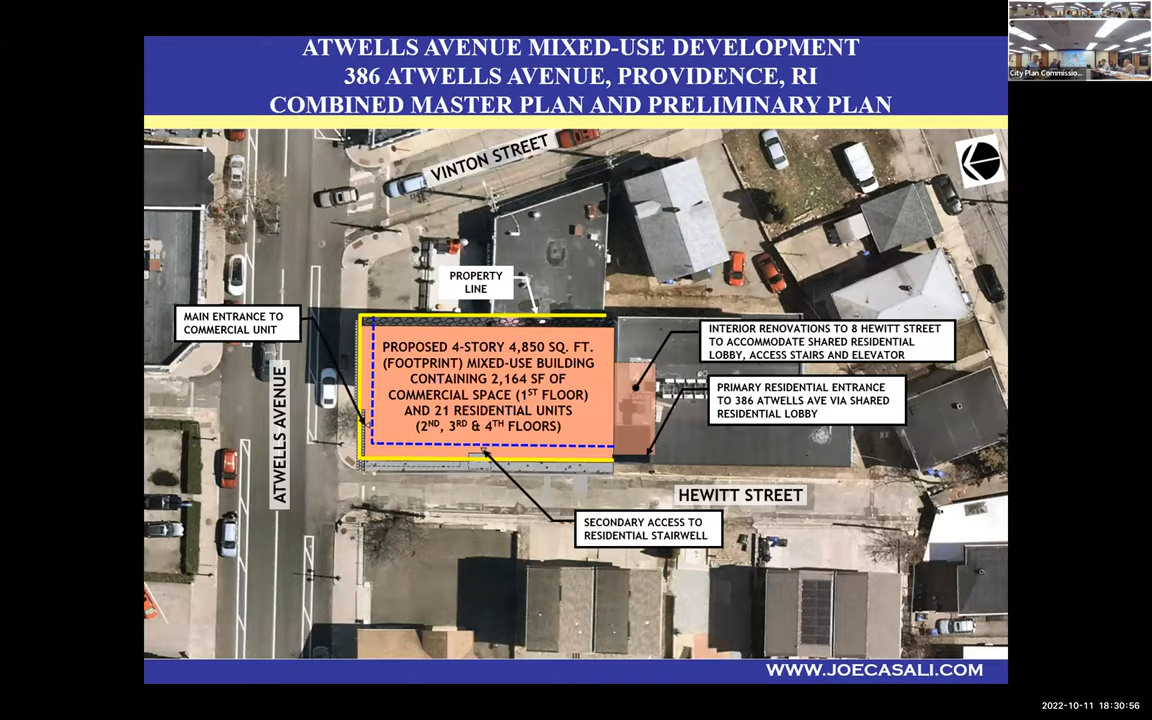 ATWELLS AVENUE MIXED-USE DEVELOPMENT
386 ATWELLS AVENUE, PROVIDENCE, RI
COMBINED MASTER PLAN AND PRELIMINARY PLAN
City Plan Commissio...
VINTON STREET
PROPERTY
LINE
MAIN ENTRANCE TO
COMMERCIAL UNIT
PROPOSED 4-STORY 4,850 SQ. FT.
(FOOTPRINT) MIXED-USE BUILDING
CONTAINING 2,164 SF OF
COMMERCIAL SPACE (1ST FLOOR)
AND 21 RESIDENTIAL UNITS
(2ND, 3RD & 4TH FLOORS)
INTERIOR RENOVATIONS TO 8 HEWITT STREET
TO ACCOMMODATE SHARED RESIDENTIAL
LOBBY, ACCESS STAIRS AND ELEVATOR
PRIMARY RESIDENTIAL ENTRANCE
TO 386 ATWELLS AVE VIA SHARED
RESIDENTIAL LOBBY
ATWELLS AVENUE
HEWITT STREET
SECONDARY ACCESS TO
RESIDENTIAL STAIRWELL
WWW.JOECASALI.COM
2022-10-11 18:30:56